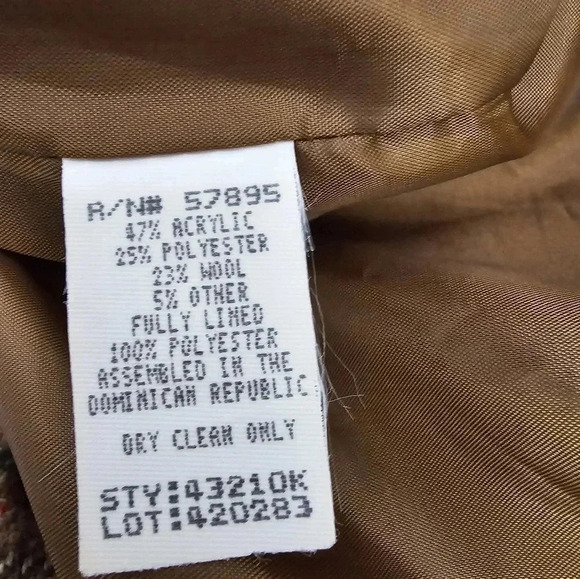 R/N# 57895
47% ACRYLIC
25% POLYESTER
23% WOOL
5% OTHER
FULLY LINED
100% POLYESTER
ASSEMBLED IN THE
DOMINICAN REPUBLIC
DRY CLEAN ONLY
STY:43210K
LOT:420283